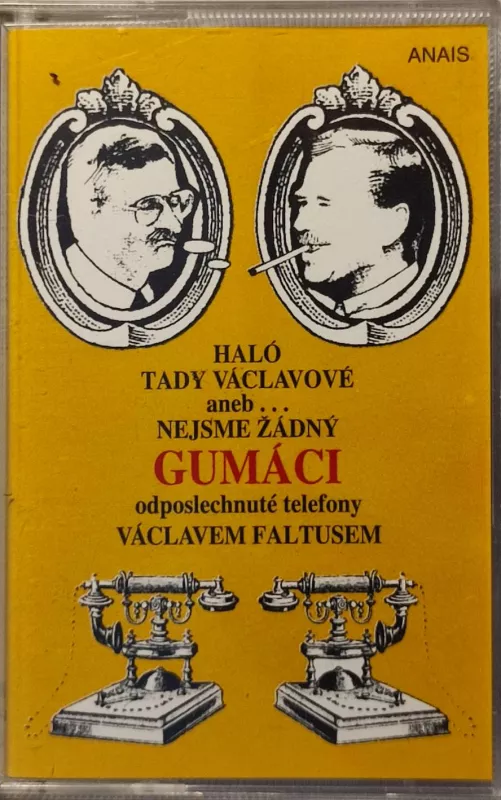 ANAIS
HALÓ
TADY VÁCLAVOVÉ
aneb...
NEJSME ŽÁDNÝ
GUMÁCI
odposlechnuté telefony
VÁCLAVEM FALTUSEM